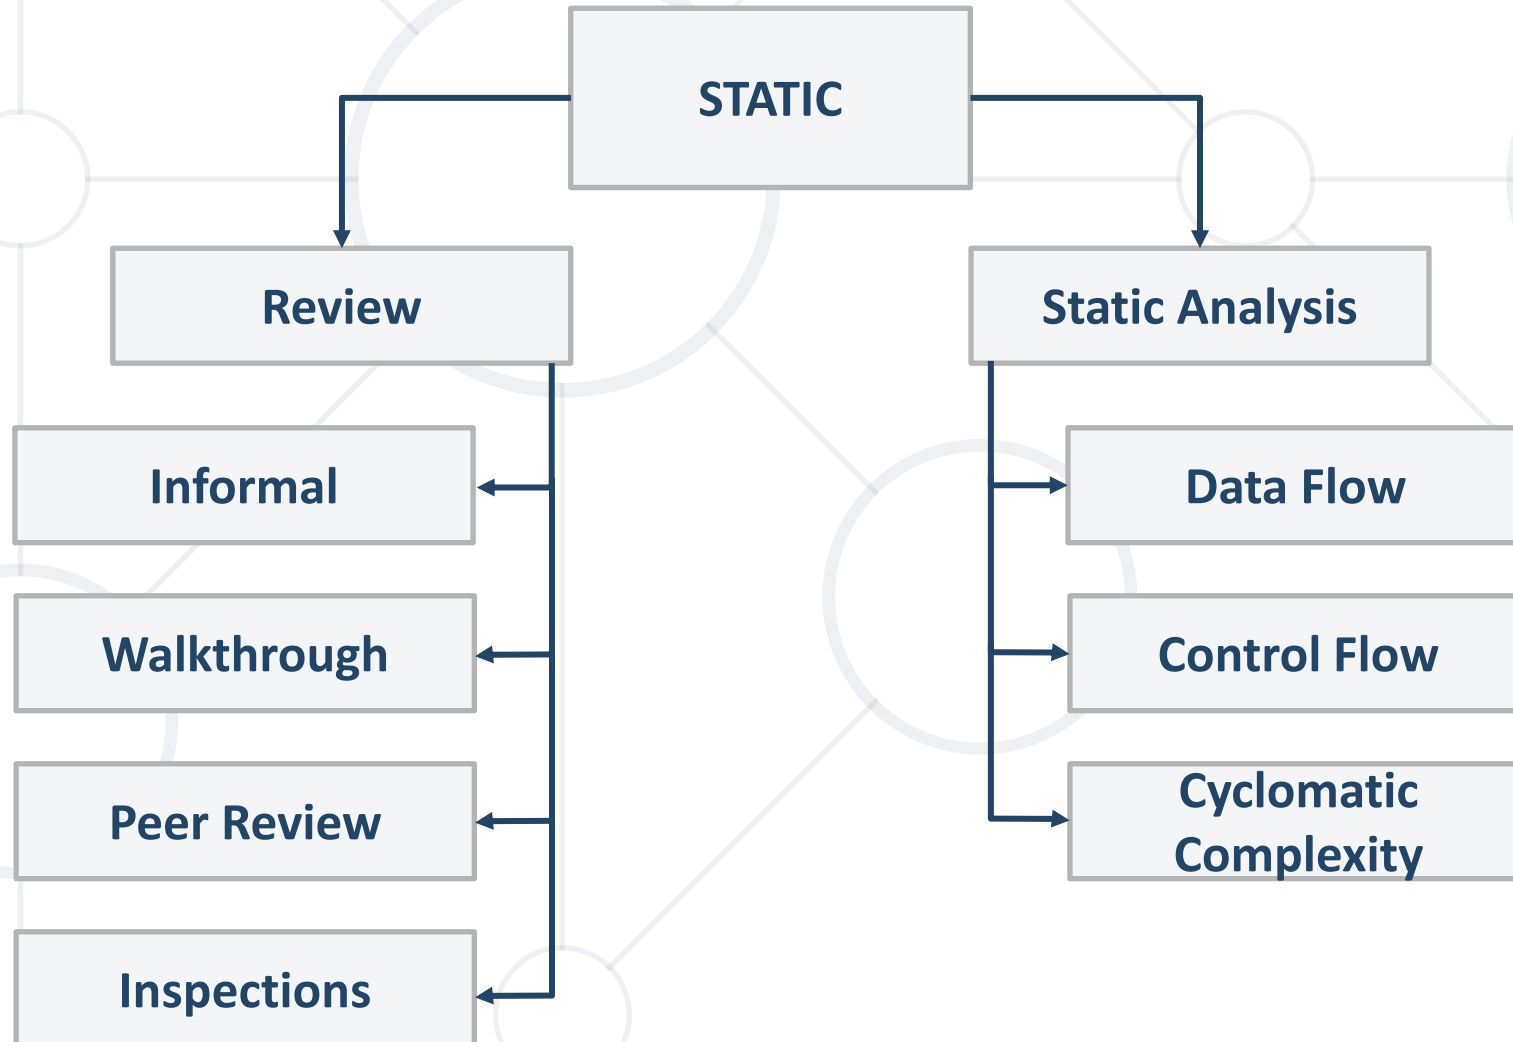 STATIC
Review
Static Analysis
Informal
Data Flow
Walkthrough
Control Flow
Peer Review
Cyclomatic
Complexity
Inspections